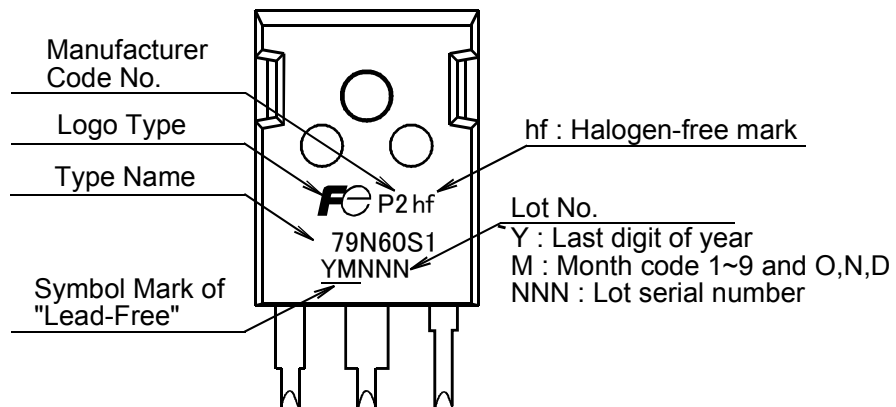 Manufacturer
Code No.
Logo Type
Type Name
Symbol Mark of
"Lead-Free"
Fe P2 hf
79N60S1
YMNNN
hf : Halogen-free mark
Lot No.
Y : Last digit of year
M : Month code 1~9 and O,N,D
NNN : Lot serial number